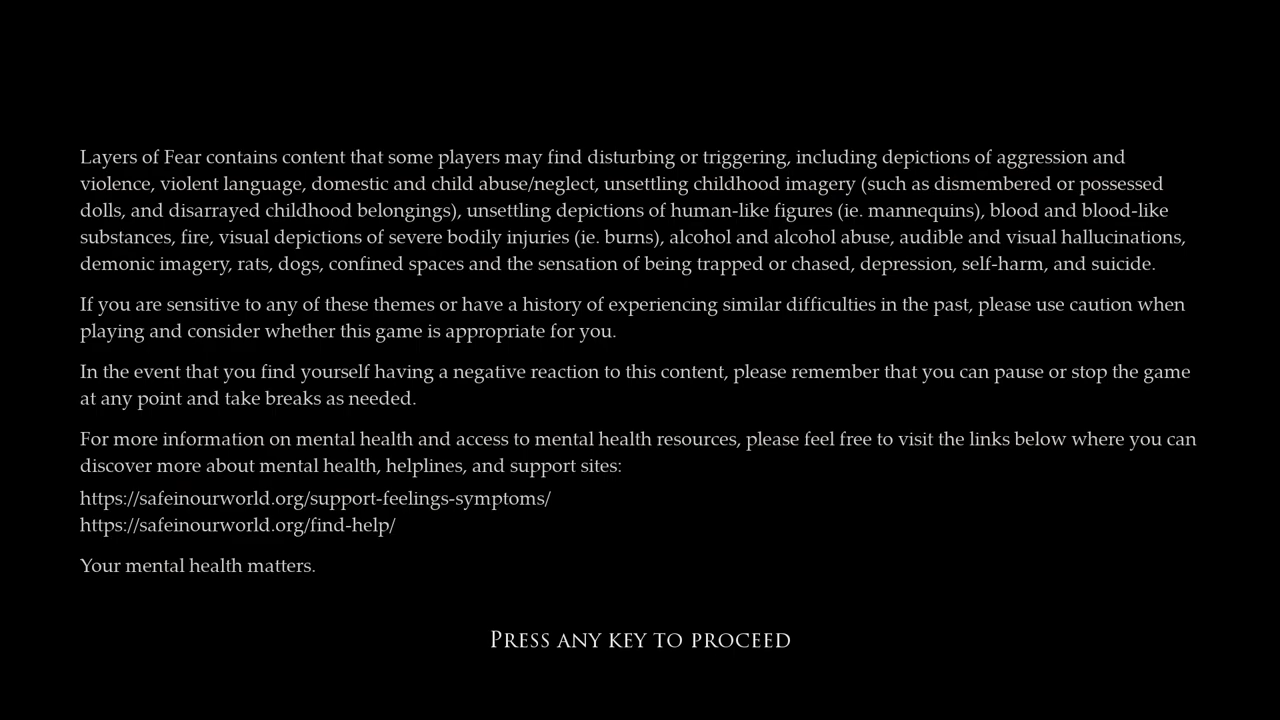 Layers of Fear contains content that some players may find disturbing or triggering, including depictions of aggression and
violence, violent language, domestic and child abuse/neglect, unsettling childhood imagery (such as dismembered or possessed
dolls, and disarrayed childhood belongings), unsettling depictions of human-like figures (ie. mannequins), blood and blood-like
substances, fire, visual depictions of severe bodily injuries (ie. burns), alcohol and alcohol abuse, audible and visual hallucinations,
demonic imagery, rats, dogs, confined spaces and the sensation of being trapped or chased, depression, self-harm, and suicide.
If you are sensitive to any of these themes or have a history of experiencing similar difficulties in the past, please use caution when
playing and consider whether this game is appropriate for you.
In the event that you find yourself having a negative reaction to this content, please remember that you can pause or stop the game
at any point and take breaks as needed.
For more information on mental health and access to mental health resources, please feel free to visit the links below where you can
discover more about mental health, helplines, and support sites:
https://safeinourworld.org/support-feelings-symptoms/
https://safeinourworld.org/find-help/
Your mental health matters.
Press any key to proceed